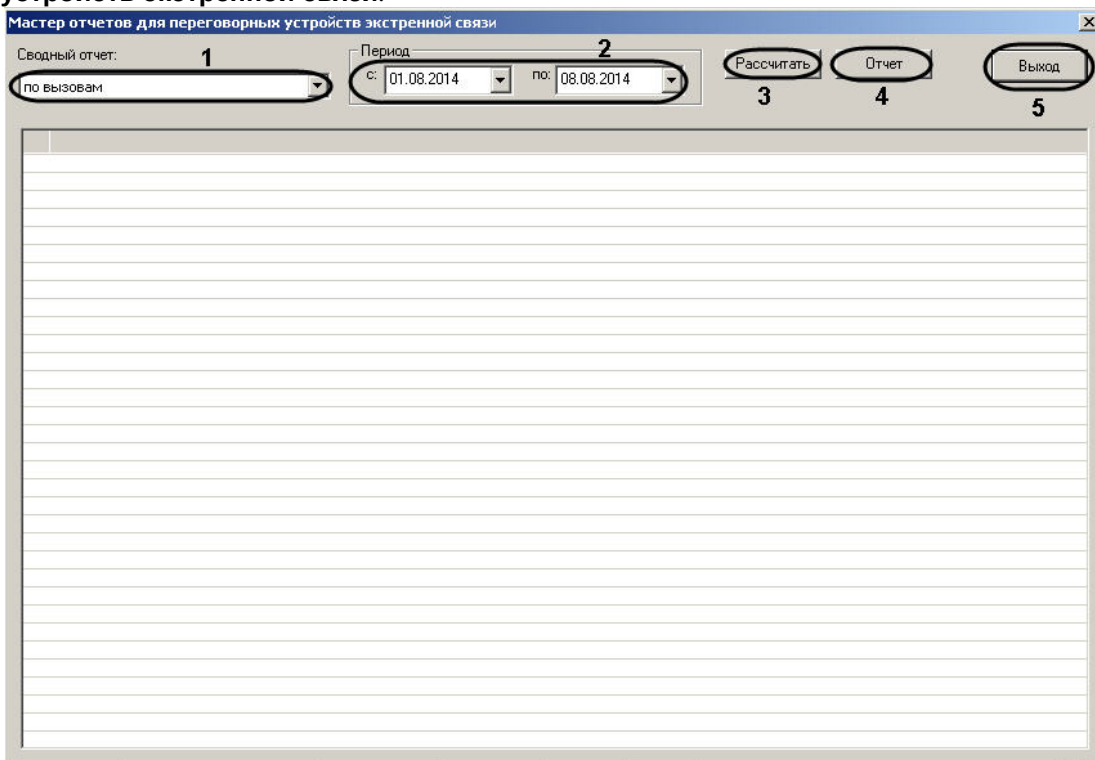 устройств экстренной связи.
Мастер отчетов для переговорных устройств экстренной связи
Сводный отчет: 1
Период 2
по вызовам
с: 01.08.2014 по: 08.08.2014
Рассчитать
Отчет
Выход
3 4 5